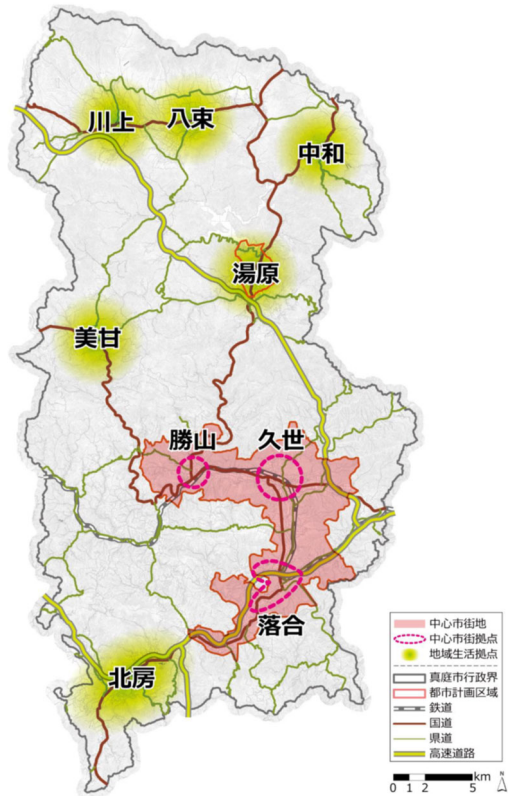 川上
八束
中和
湯原
美甘
勝山
久世
落合
北房
中心市街地
中心市街拠点
地域生活拠点
真庭市行政界
都市計画区域
鉄道
国道
県道
高速道路
km
0 1 2 5
N